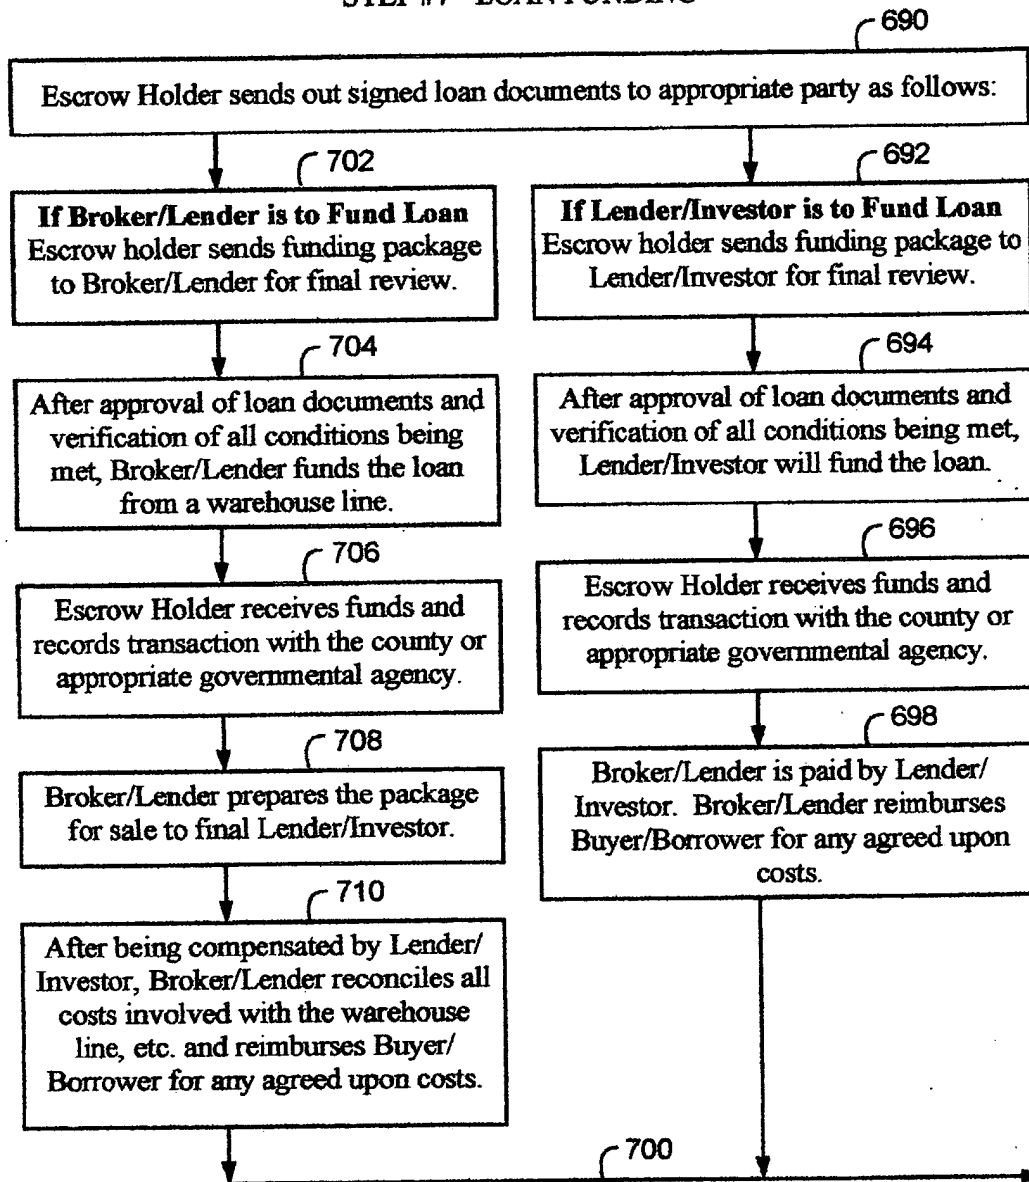 STEP #7 LOAN FUNDING
690
Escrow Holder sends out signed loan documents to appropriate party as follows:
702
If Broker/Lender is to Fund Loan
Escrow holder sends funding package
to Broker/Lender for final review.
704
After approval of loan documents and
verification of all conditions being
met, Broker/Lender funds the loan
from a warehouse line.
706
Escrow Holder receives funds and
records transaction with the county or
appropriate governmental agency.
708
Broker/Lender prepares the package
for sale to final Lender/Investor.
710
After being compensated by Lender/
Investor, Broker/Lender reconciles all
costs involved with the warehouse
line, etc. and reimburses Buyer/
Borrower for any agreed upon costs.
692
If Lender/Investor is to Fund Loan
Escrow holder sends funding package to
Lender/Investor for final review.
694
After approval of loan documents and
verification of all conditions being met,
Lender/Investor will fund the loan.
696
Escrow Holder receives funds and
records transaction with the county or
appropriate governmental agency.
698
Broker/Lender is paid by Lender/
Investor. Broker/Lender reimburses
Buyer/Borrower for any agreed upon
costs.
700